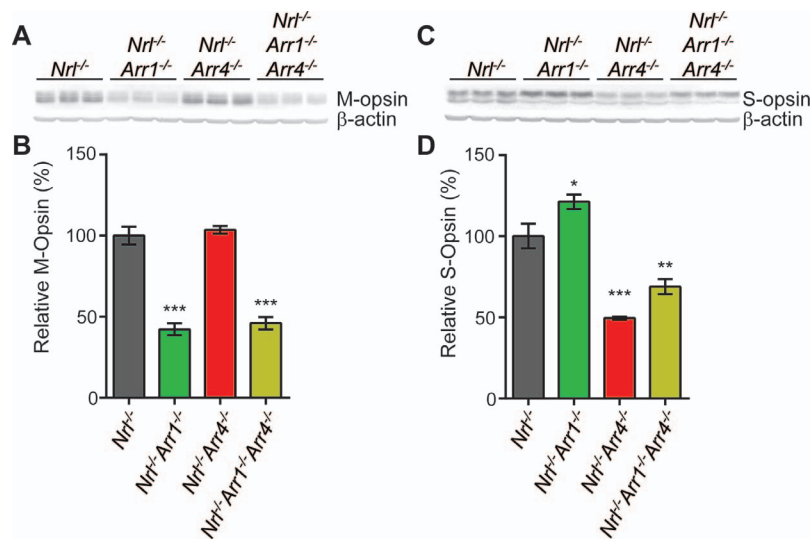 A
Nrl-/-
Nrl-/-
Arr1-/-
Nrl-/-
Arr4-/-
Nrl-/-
Arr1-/-
Arr4-/-
M-opsin
β-actin
B
Relative M-Opsin (%)
150
100
50
0
***
***
Nrl-/-
Nrl-/-Arr1-/-
Nrl-/-Arr4-/-
Nrl-/-Arr1-/-Arr4-/-
C
Nrl-/-
Nrl-/-
Arr1-/-
Nrl-/-
Arr4-/-
Nrl-/-
Arr1-/-
Arr4-/-
S-opsin
β-actin
D
Relative S-Opsin (%)
150
100
50
0
*
***
**
Nrl-/-
Nrl-/-Arr1-/-
Nrl-/-Arr4-/-
Nrl-/-Arr1-/-Arr4-/-